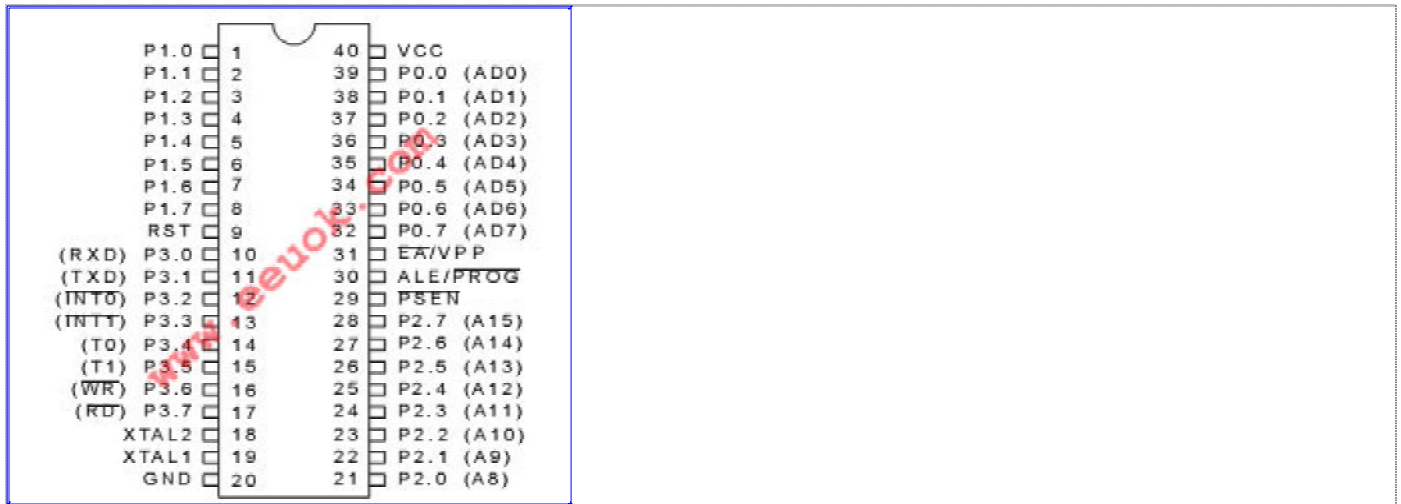 P1.0 1 40 VCC
P1.1 2 39 P0.0 (AD0)
P1.2 3 38 P0.1 (AD1)
P1.3 4 37 P0.2 (AD2)
P1.4 5 36 P0.3 (AD3)
P1.5 6 35 P0.4 (AD4)
P1.6 7 34 P0.5 (AD5)
P1.7 8 33 P0.6 (AD6)
RST 9 32 P0.7 (AD7)
(RXD) P3.0 10 31 EA/VPP
(TXD) P3.1 11 30 ALE/PROG
(INT0) P3.2 12 29 PSEN
(INT1) P3.3 13 28 P2.7 (A15)
(T0) P3.4 14 27 P2.6 (A14)
(T1) P3.5 15 26 P2.5 (A13)
(WR) P3.6 16 25 P2.4 (A12)
(RD) P3.7 17 24 P2.3 (A11)
XTAL2 18 23 P2.2 (A10)
XTAL1 19 22 P2.1 (A9)
GND 20 21 P2.0 (A8)
www.eeuok.com